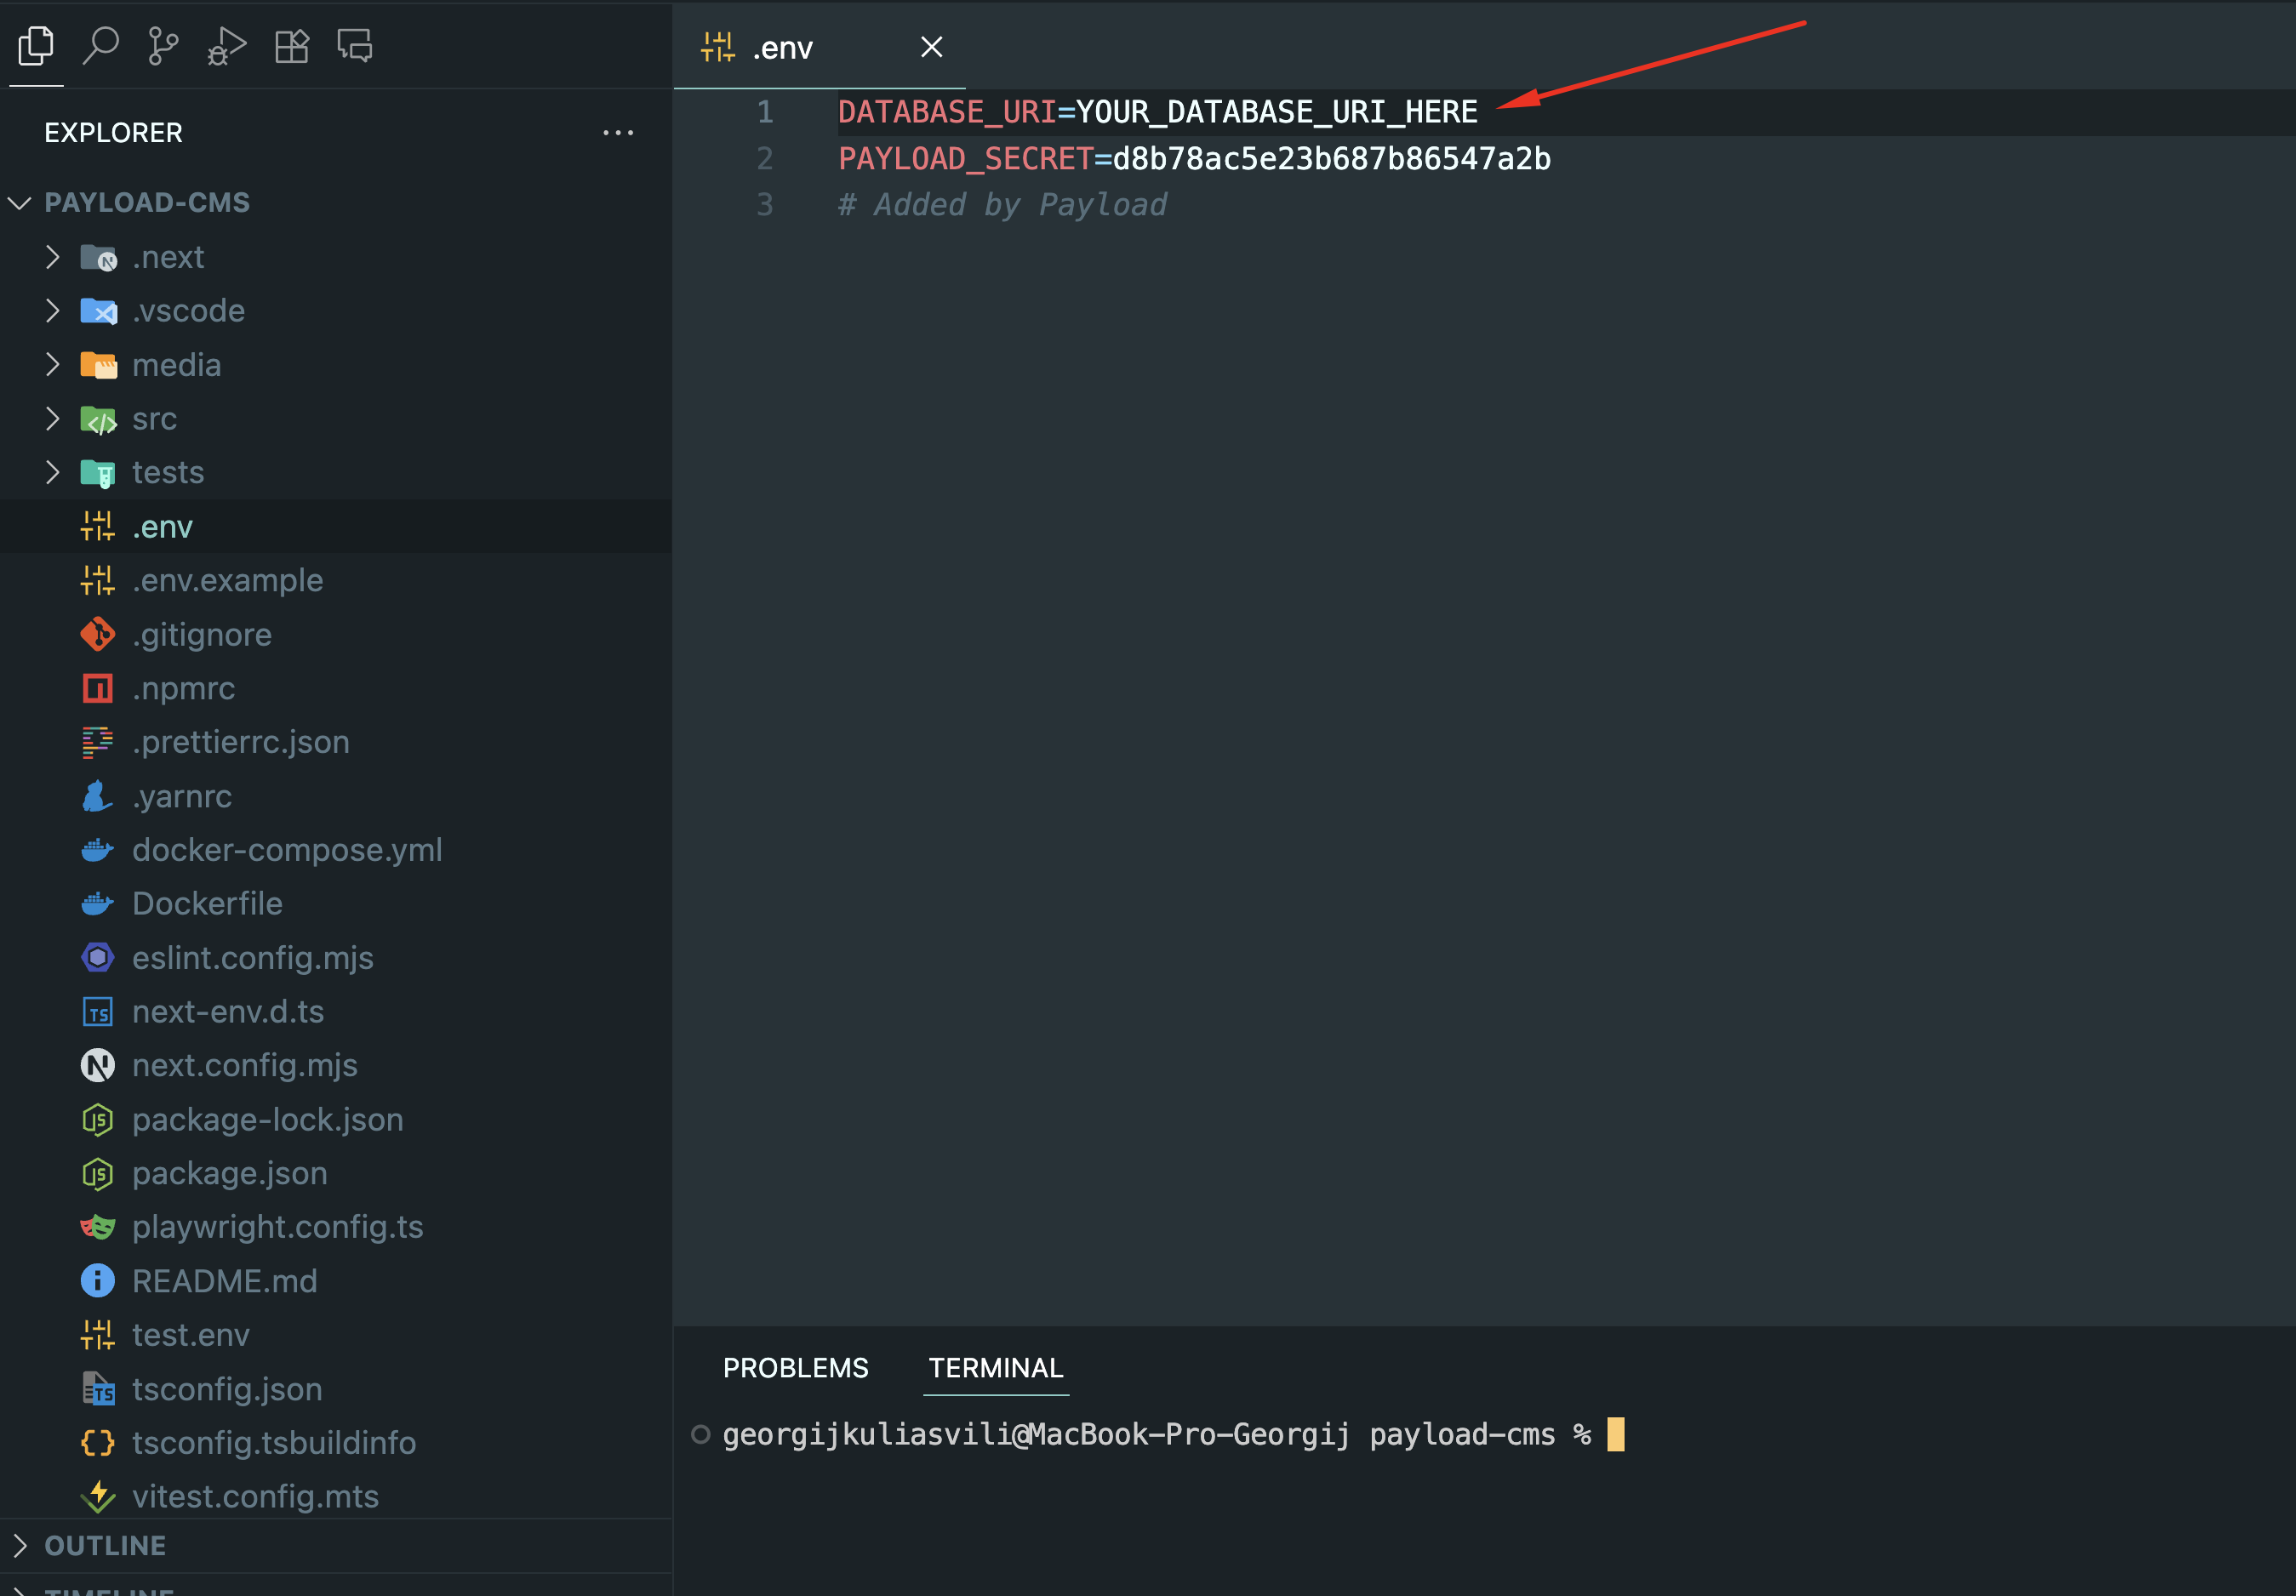 .env
EXPLORER
PAYLOAD-CMS
.next
.vscode
media
src
tests
.env
.env.example
.gitignore
.npmrc
.prettierrc.json
.yarnrc
docker-compose.yml
Dockerfile
eslint.config.mjs
next-env.d.ts
next.config.mjs
package-lock.json
package.json
playwright.config.ts
README.md
test.env
tsconfig.json
tsconfig.tsbuildinfo
vitest.config.mts
OUTLINE
TIMELINE
1 DATABASE_URI=YOUR_DATABASE_URI_HERE
2 PAYLOAD_SECRET=d8b78ac5e23b687b86547a2b
3 # Added by Payload
PROBLEMS TERMINAL
georgijkuliasvili@MacBook-Pro-Georgij payload-cms %